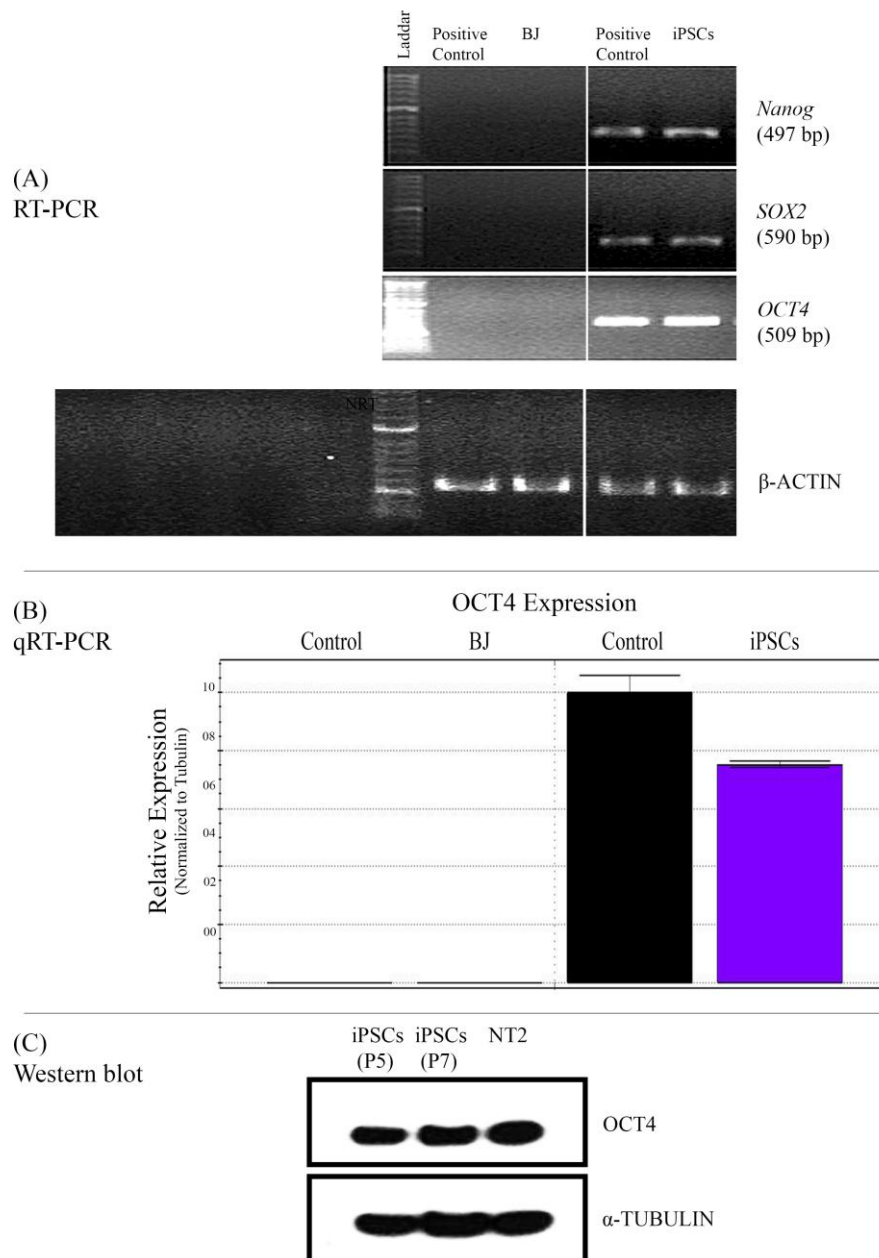 Laddar
Positive
Control
BJ
Positive
Control
iPSCs
(A)
RT-PCR
Nanog
(497 bp)
SOX2
(590 bp)
OCT4
(509 bp)
NRT
β-ACTIN
(B)
qRT-PCR
OCT4 Expression
Control
BJ
Control
iPSCs
Relative Expression
(Normalized to Tubulin)
10
08
06
04
02
00
(C)
Western blot
iPSCs
(P5)
iPSCs
(P7)
NT2
OCT4
α-TUBULIN